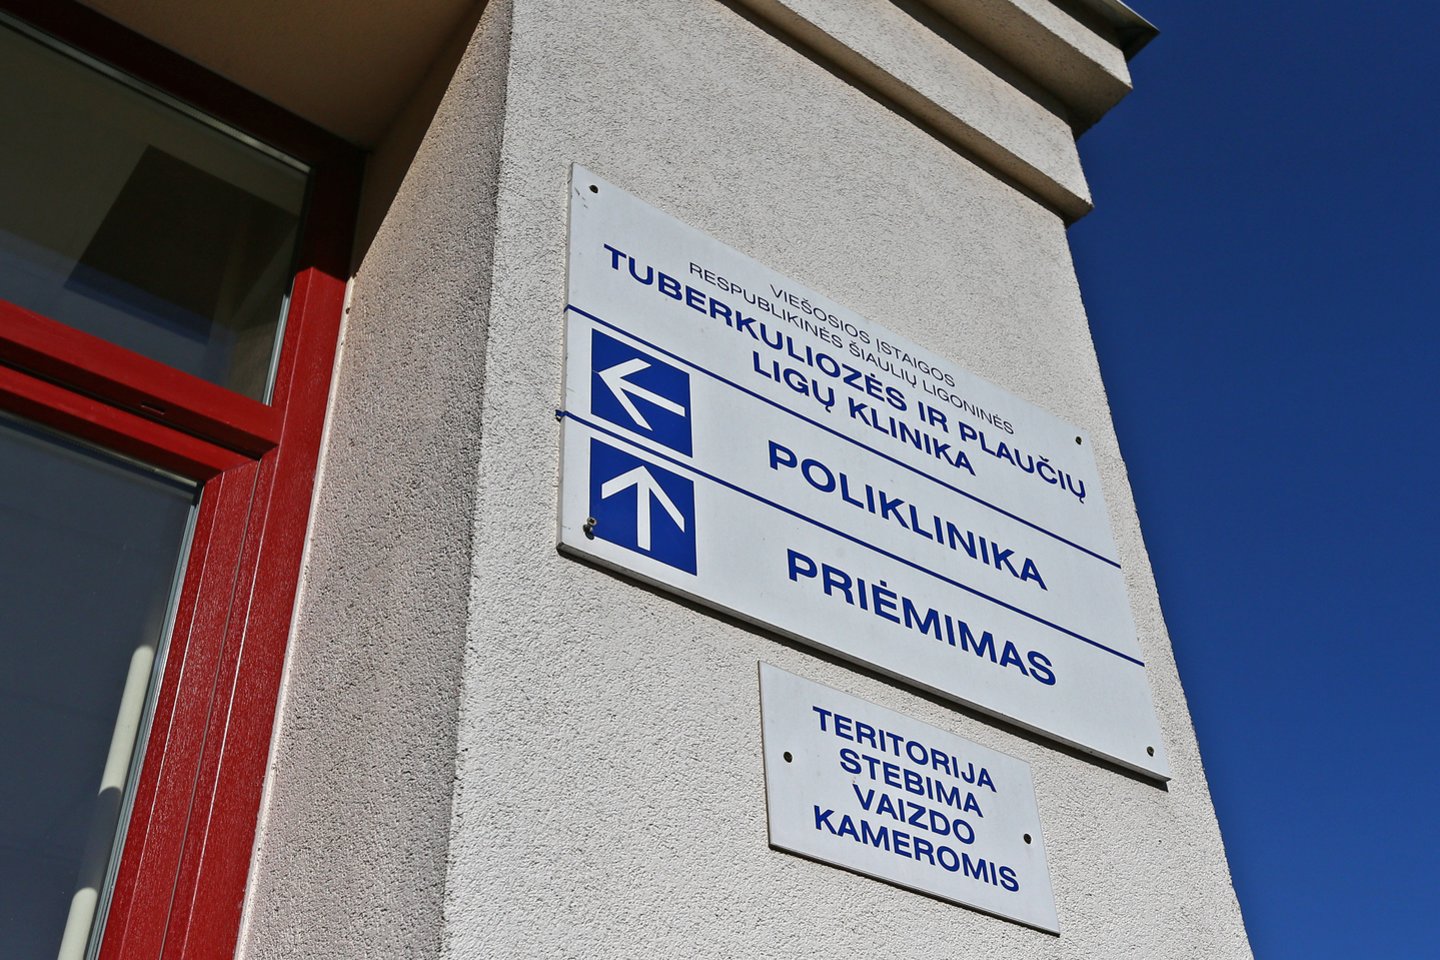 VIEŠOSIOS ĮSTAIGOS
RESPUBLIKINĖS ŠIAULIŲ LIGONINĖS
TUBERKULIOZĖS IR PLAUČIŲ
LIGŲ KLINIKA
POLIKLINIKA
PRIĖMIMAS
TERITORIJA
STEBIMA
VAIZDO
KAMEROMIS